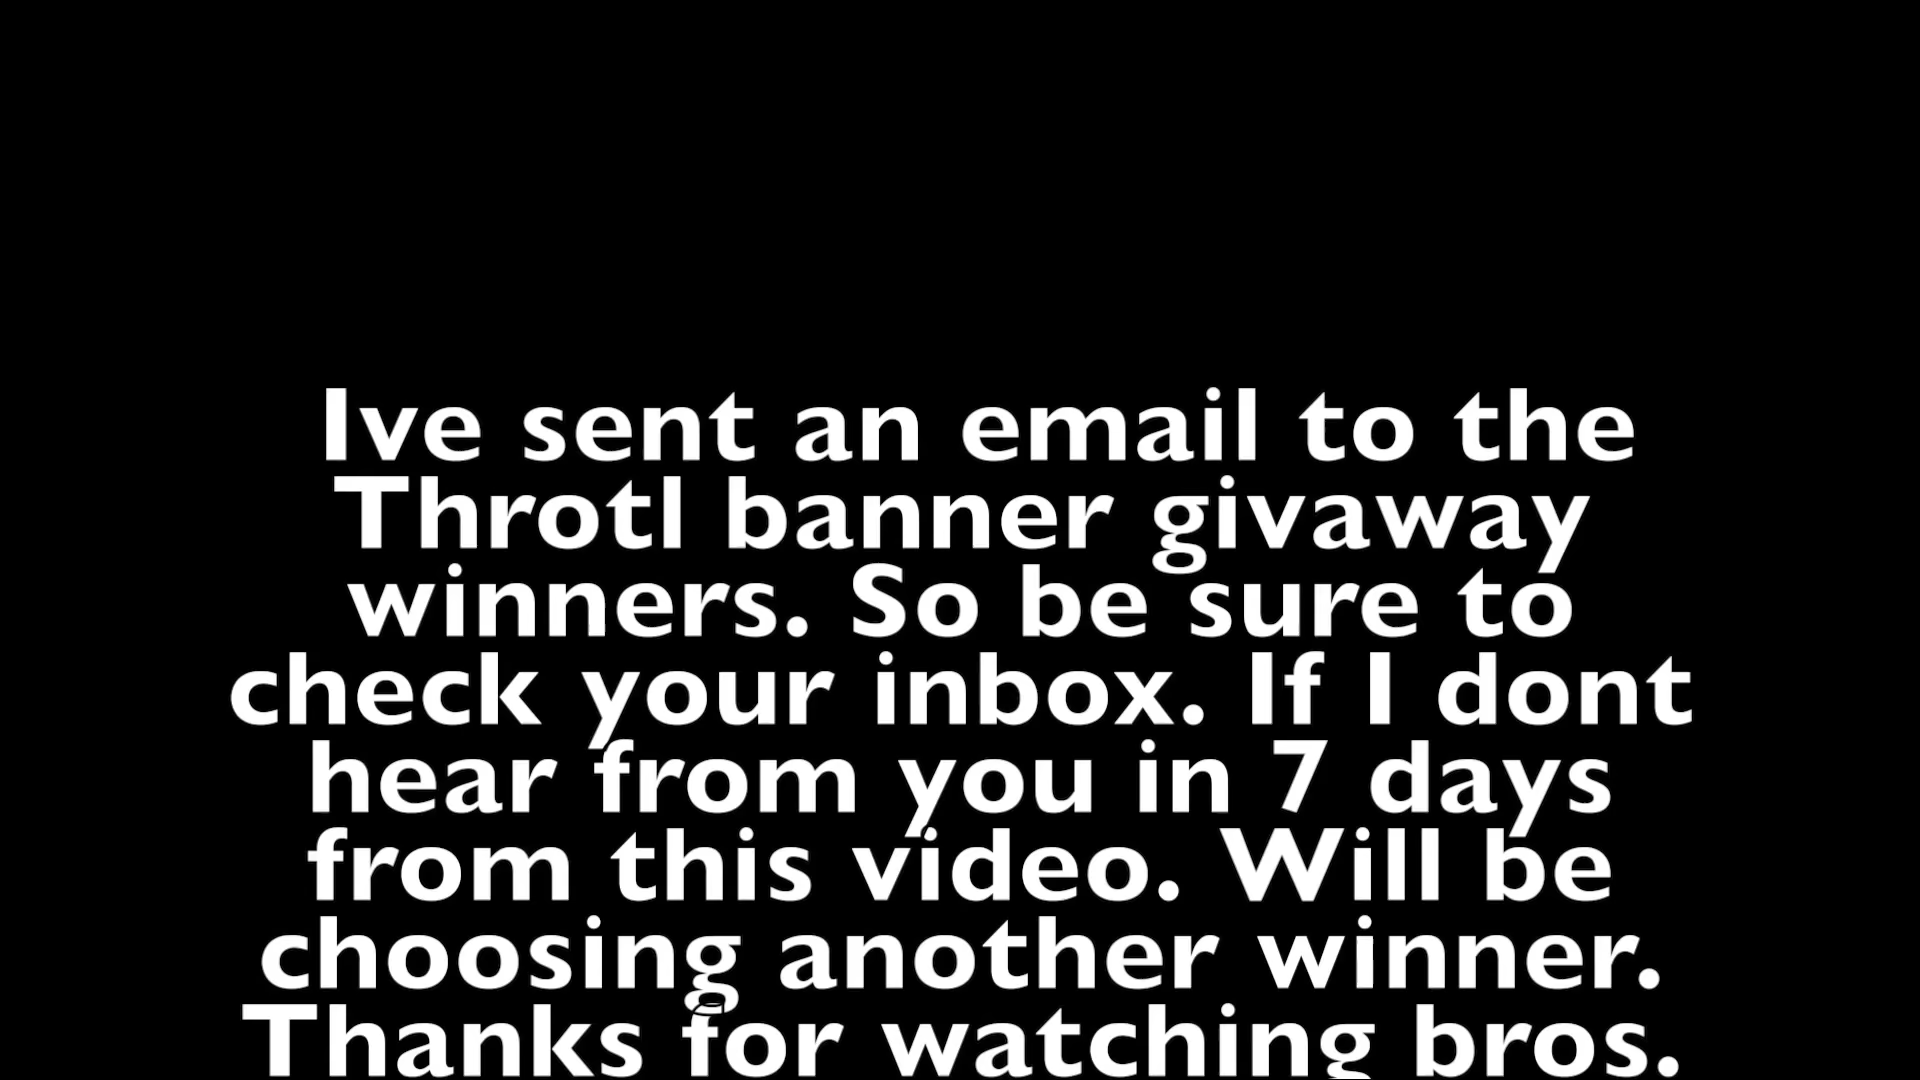 Ive sent an email to the
Throtl banner givaway
winners. So be sure to
check your inbox. If I dont
hear from you in 7 days
from this video. Will be
choosing another winner.
Thanks for watching bros.